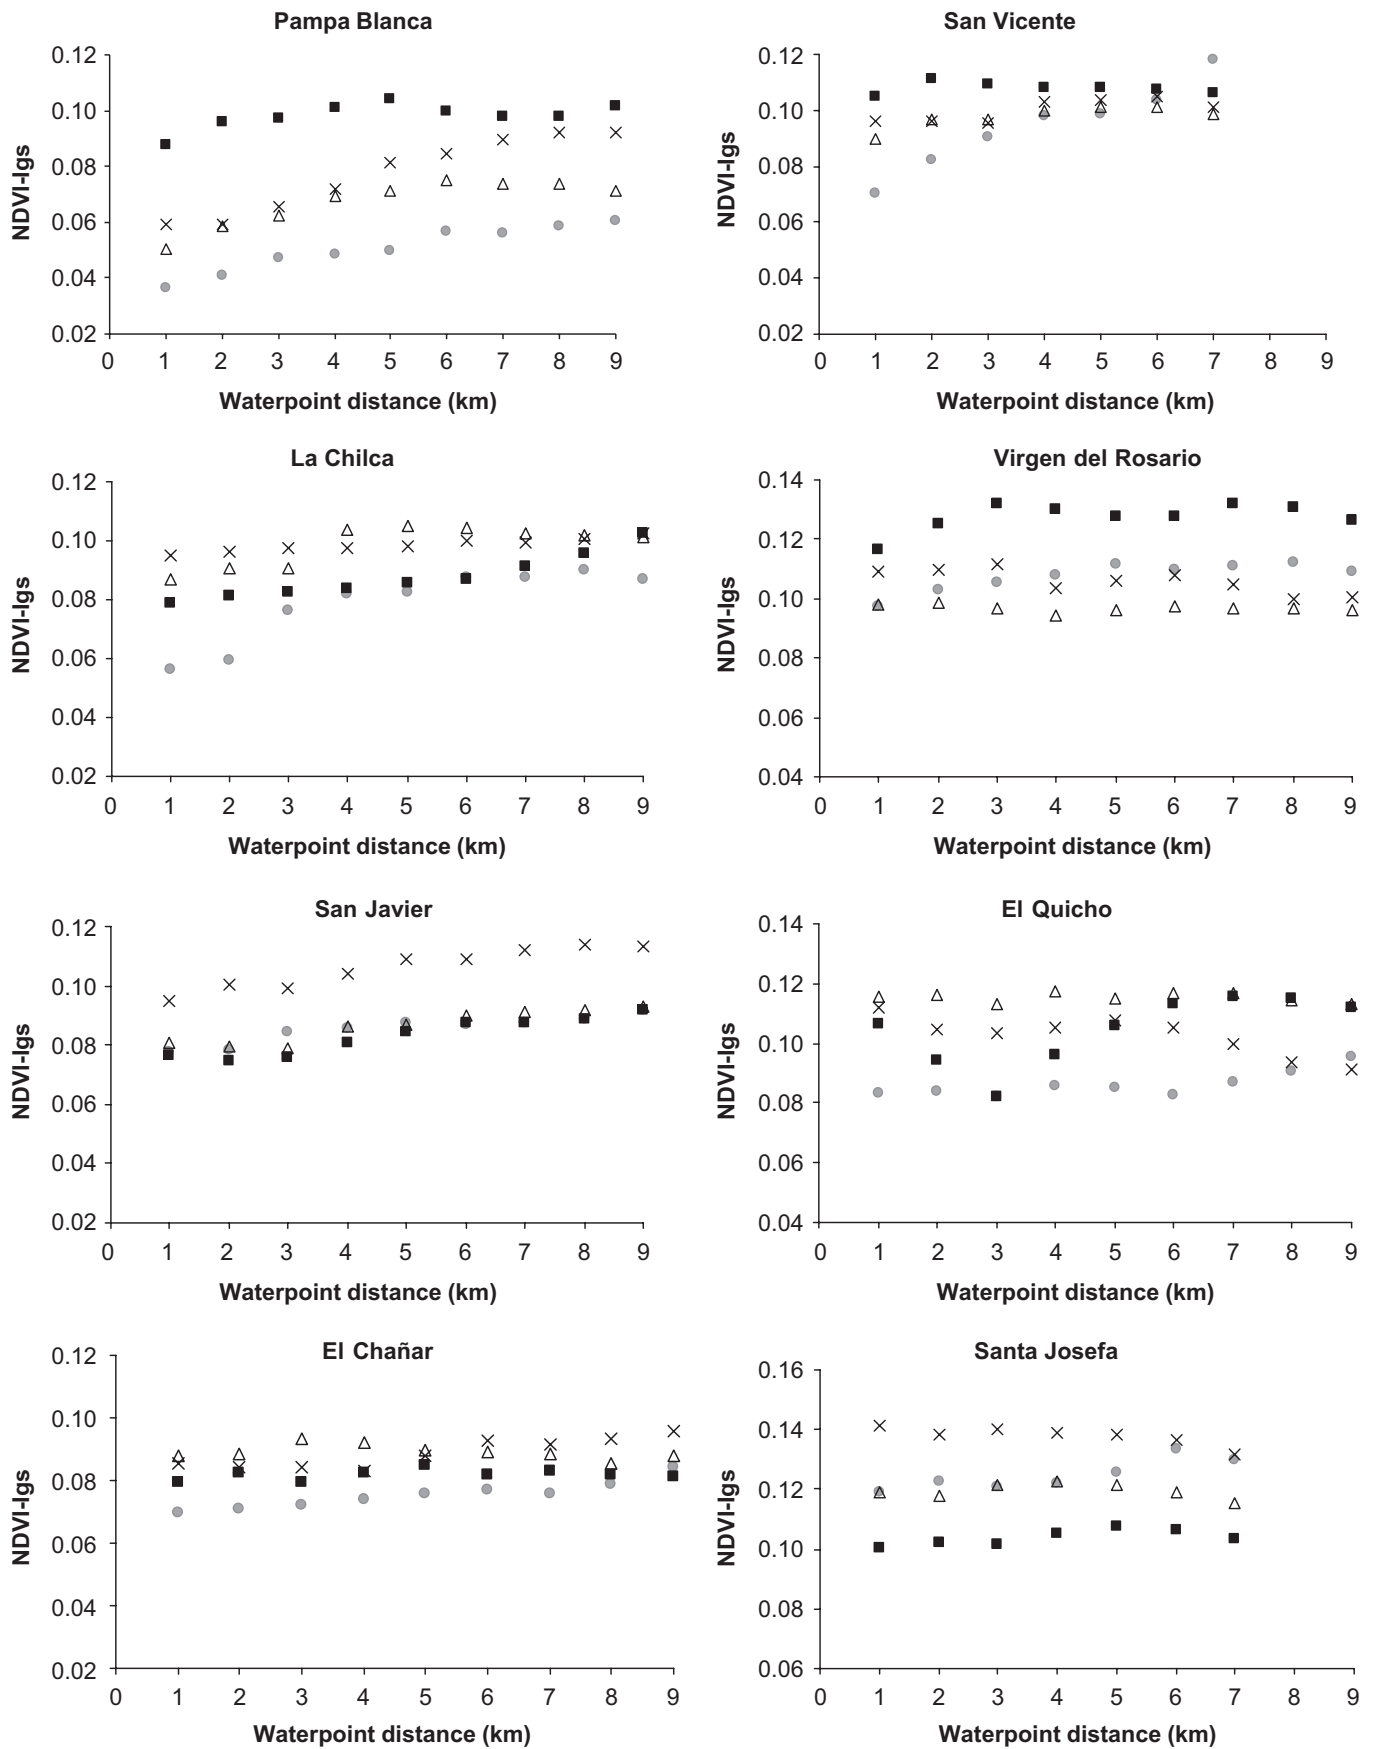 Pampa Blanca
0.12
0.10
0.08
0.06
0.04
0.02
NDVI-Igs
0 1 2 3 4 5 6 7 8 9
Waterpoint distance (km)
San Vicente
0.12
0.10
0.08
0.06
0.04
0.02
NDVI-Igs
0 1 2 3 4 5 6 7 8 9
Waterpoint distance (km)
La Chilca
0.12
0.10
0.08
0.06
0.04
0.02
NDVI-Igs
0 1 2 3 4 5 6 7 8 9
Waterpoint distance (km)
Virgen del Rosario
0.14
0.12
0.10
0.08
0.06
0.04
NDVI-Igs
0 1 2 3 4 5 6 7 8 9
Waterpoint distance (km)
San Javier
0.12
0.10
0.08
0.06
0.04
0.02
NDVI-Igs
0 1 2 3 4 5 6 7 8 9
Waterpoint distance (km)
El Quicho
0.14
0.12
0.10
0.08
0.06
0.04
NDVI-Igs
0 1 2 3 4 5 6 7 8 9
Waterpoint distance (km)
El Chañar
0.12
0.10
0.08
0.06
0.04
0.02
NDVI-Igs
0 1 2 3 4 5 6 7 8 9
Waterpoint distance (km)
Santa Josefa
0.16
0.14
0.12
0.10
0.08
0.06
NDVI-Igs
0 1 2 3 4 5 6 7 8 9
Waterpoint distance (km)